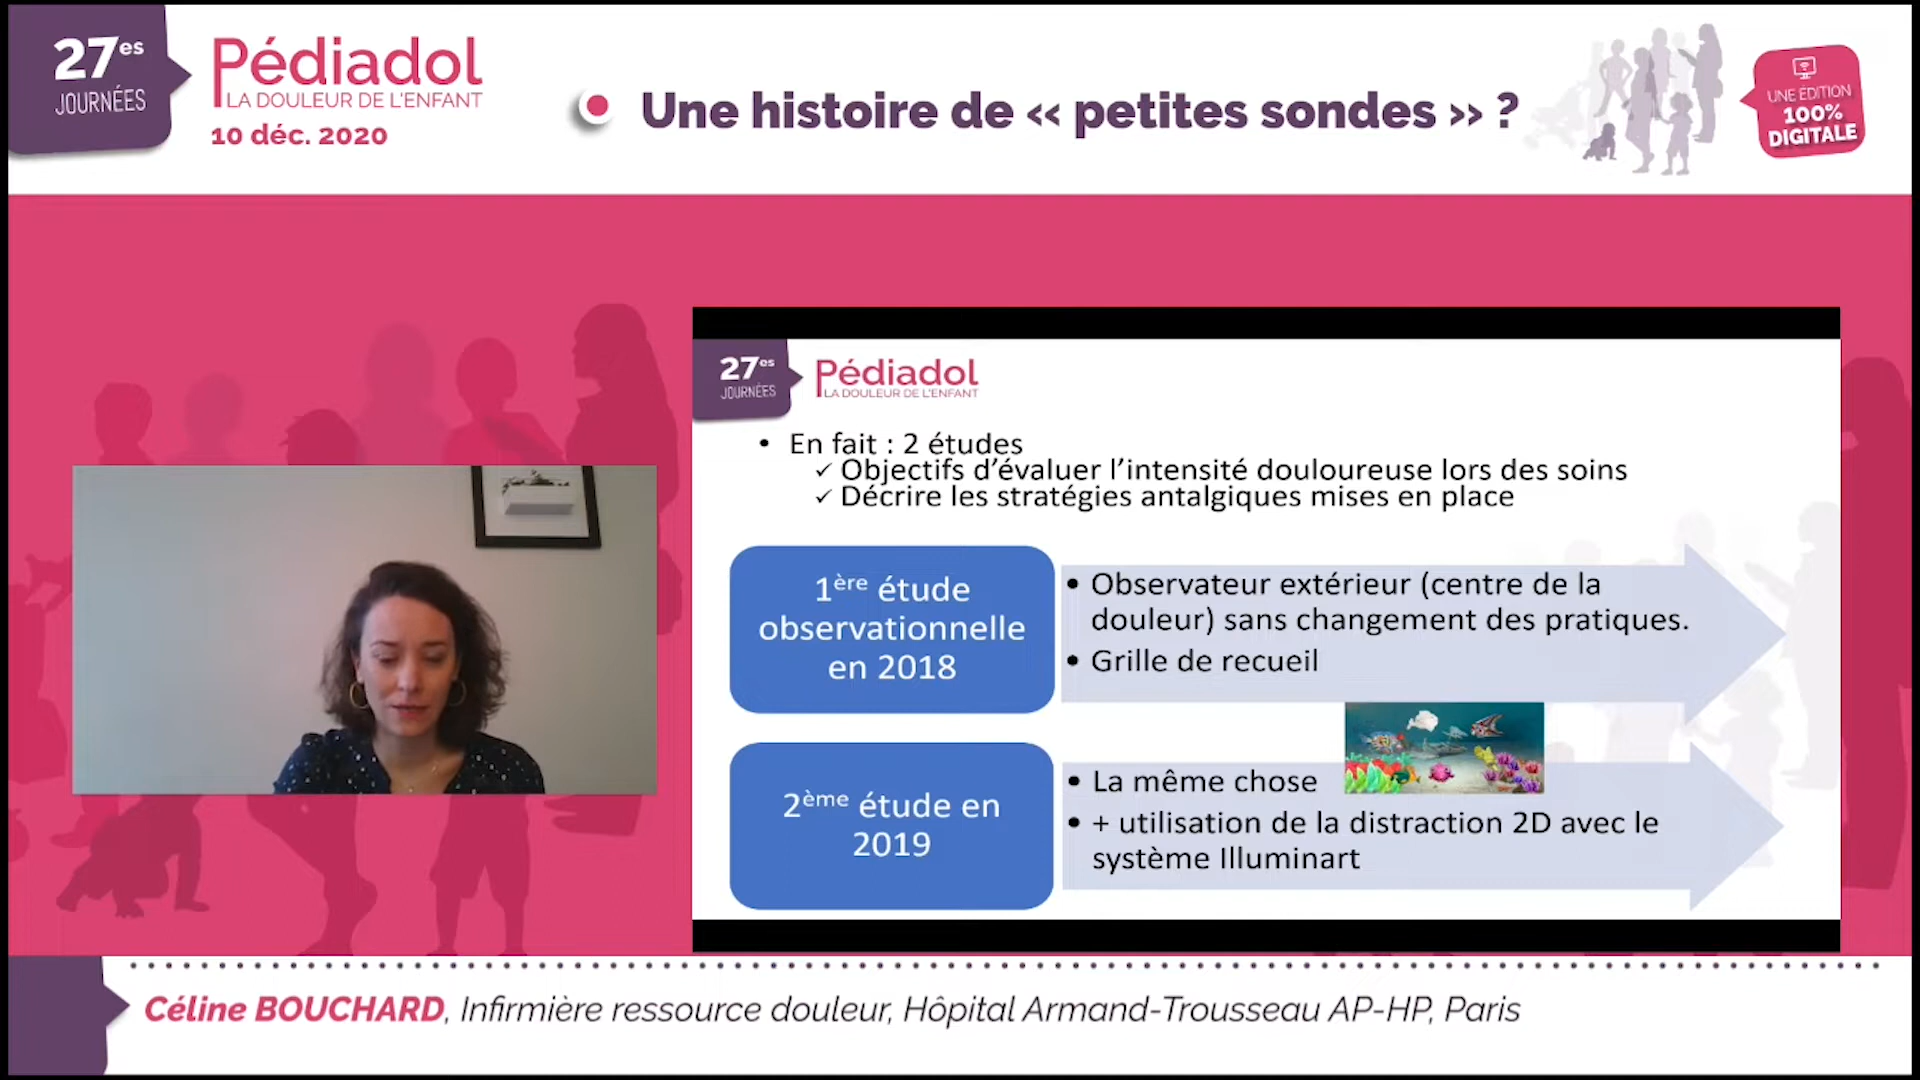 27es
JOURNÉES
Pédiadol
LA DOULEUR DE L'ENFANT
10 déc. 2020
Une histoire de « petites sondes » ?
UNE ÉDITION
100%
DIGITALE
27es
JOURNÉES
Pédiadol
LA DOULEUR DE L'ENFANT
• En fait : 2 études
✓ Objectifs d'évaluer l'intensité douloureuse lors des soins
✓ Décrire les stratégies antalgiques mises en place
1ère étude
observationnelle
en 2018
• Observateur extérieur (centre de la
douleur) sans changement des pratiques.
• Grille de recueil
2ème étude en
2019
• La même chose
• + utilisation de la distraction 2D avec le
système Illuminart
Céline BOUCHARD, Infirmière ressource douleur, Hôpital Armand-Trousseau AP-HP, Paris